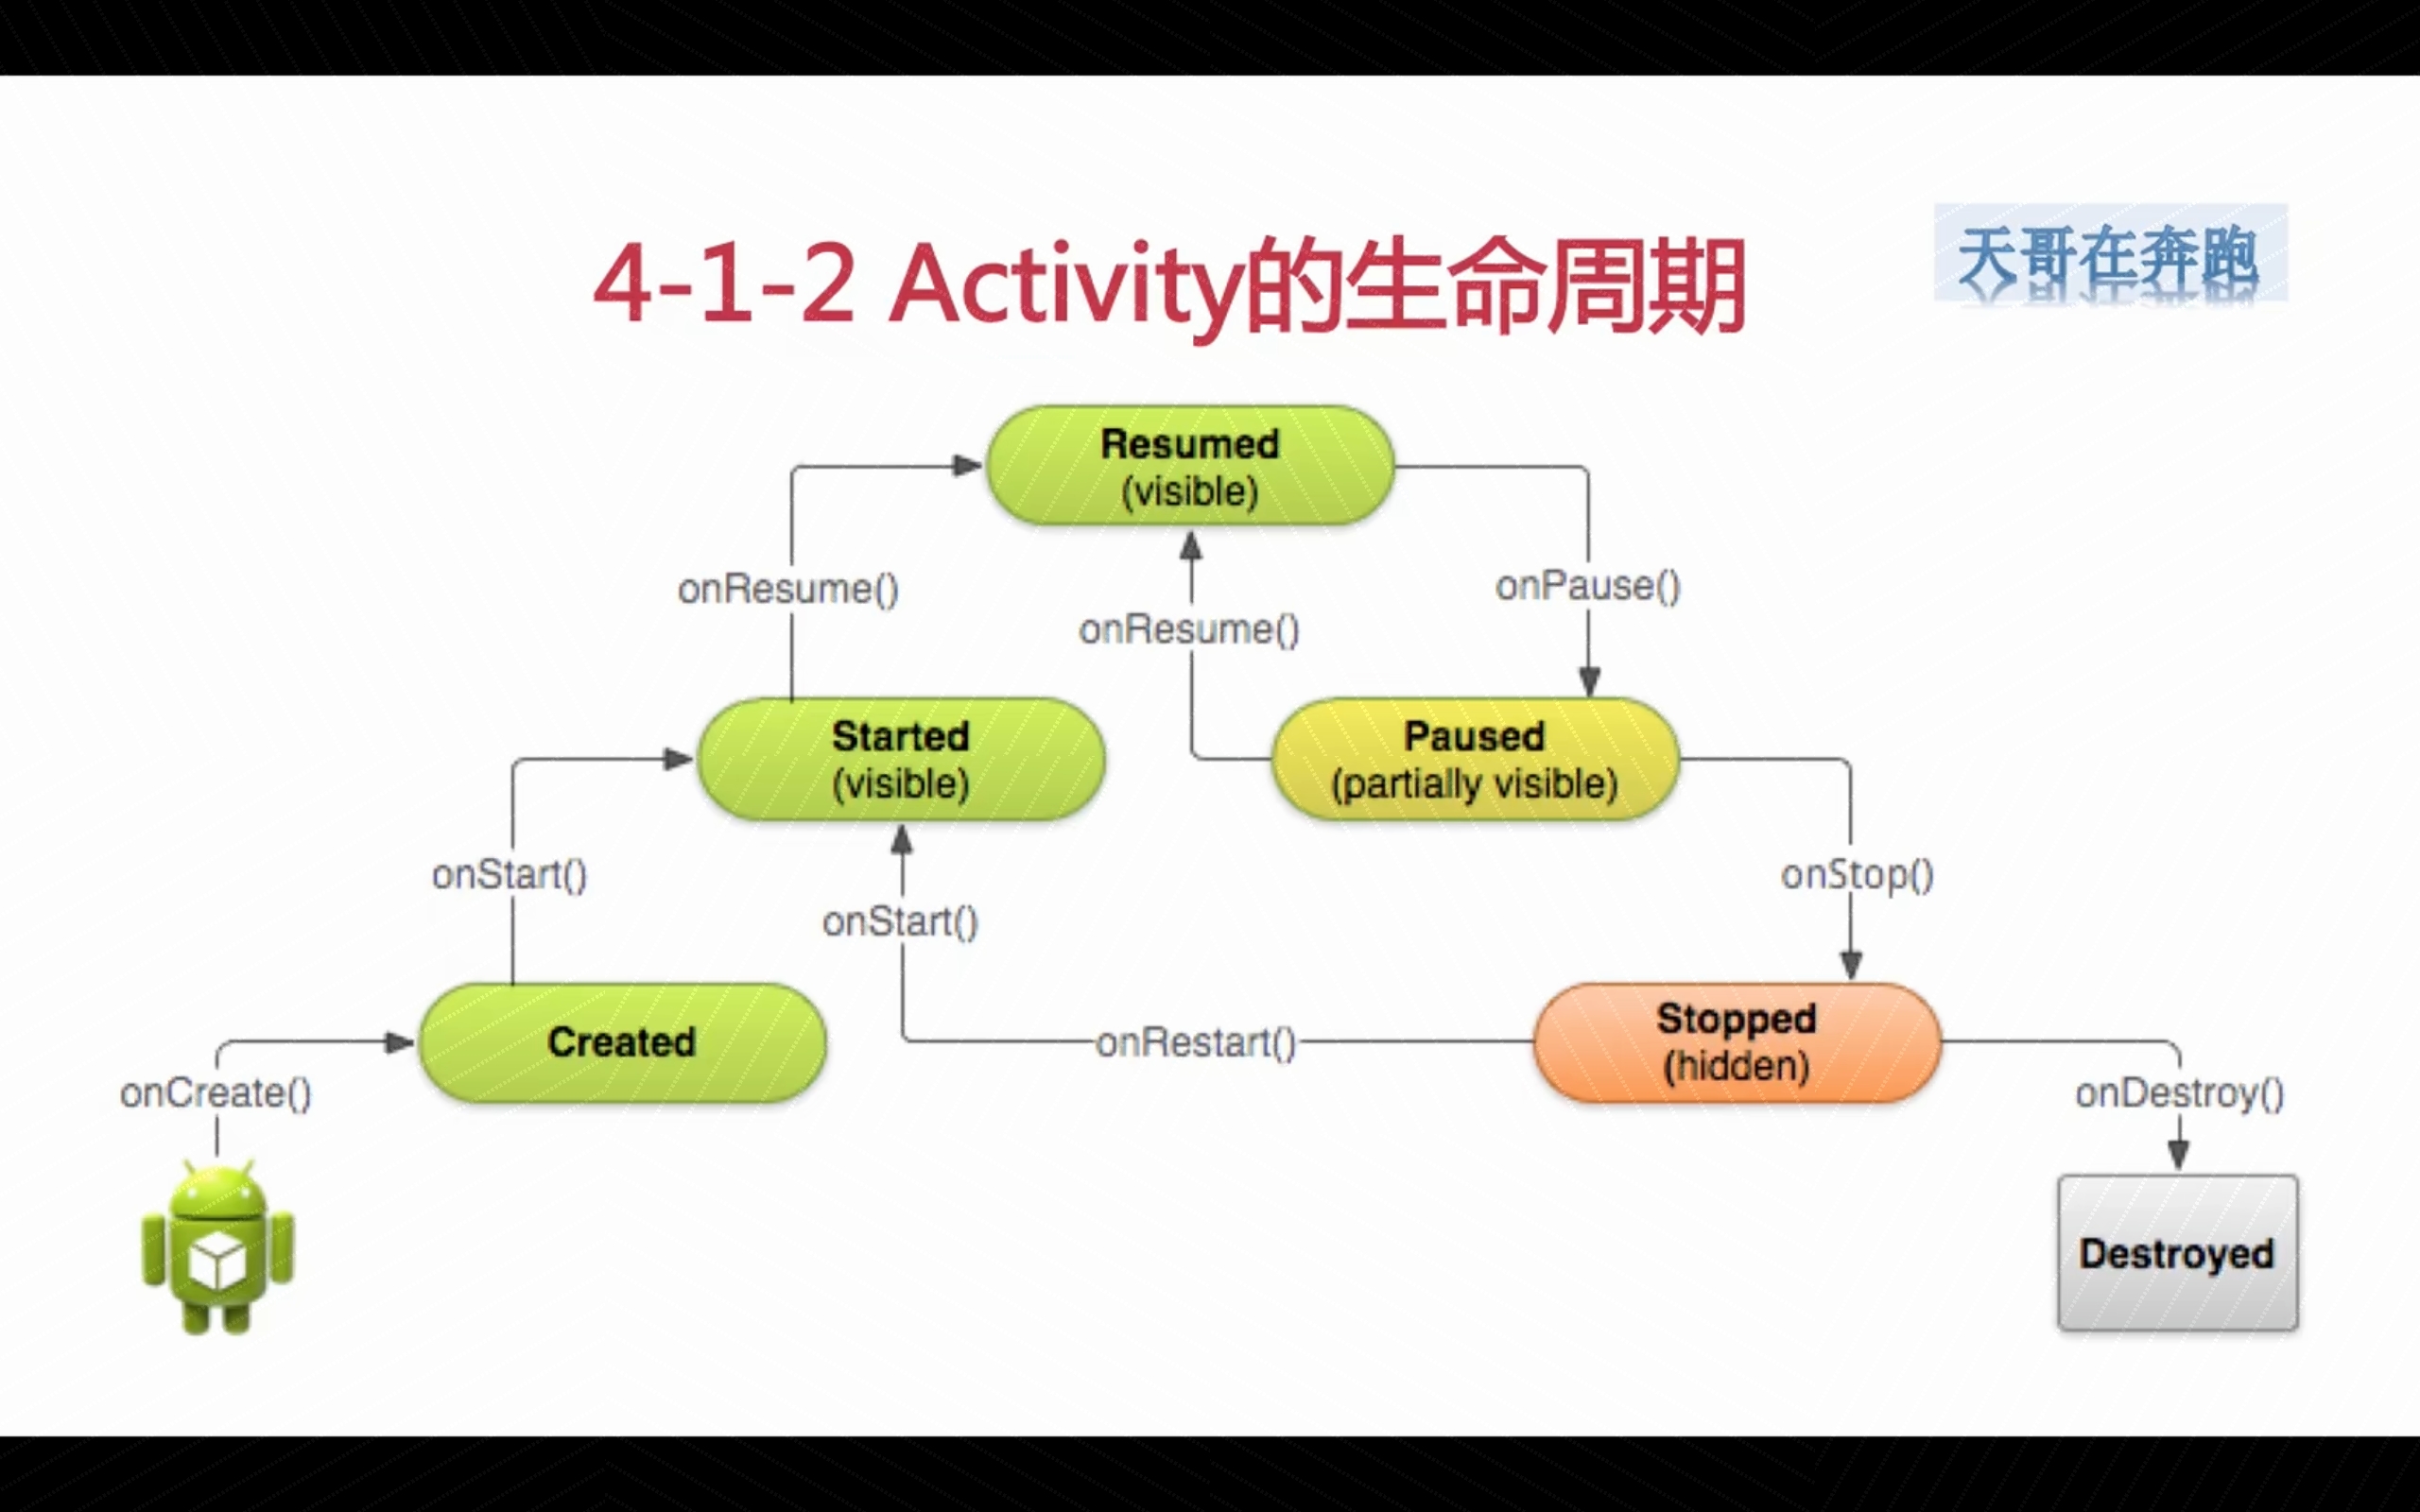 4-1-2 Activity的生命周期
天哥在奔跑
Resumed
(visible)
onResume()
onPause()
onResume()
Started
(visible)
Paused
(partially visible)
onStart()
onStop()
onStart()
Created
onRestart()
Stopped
(hidden)
onCreate()
onDestroy()
Destroyed